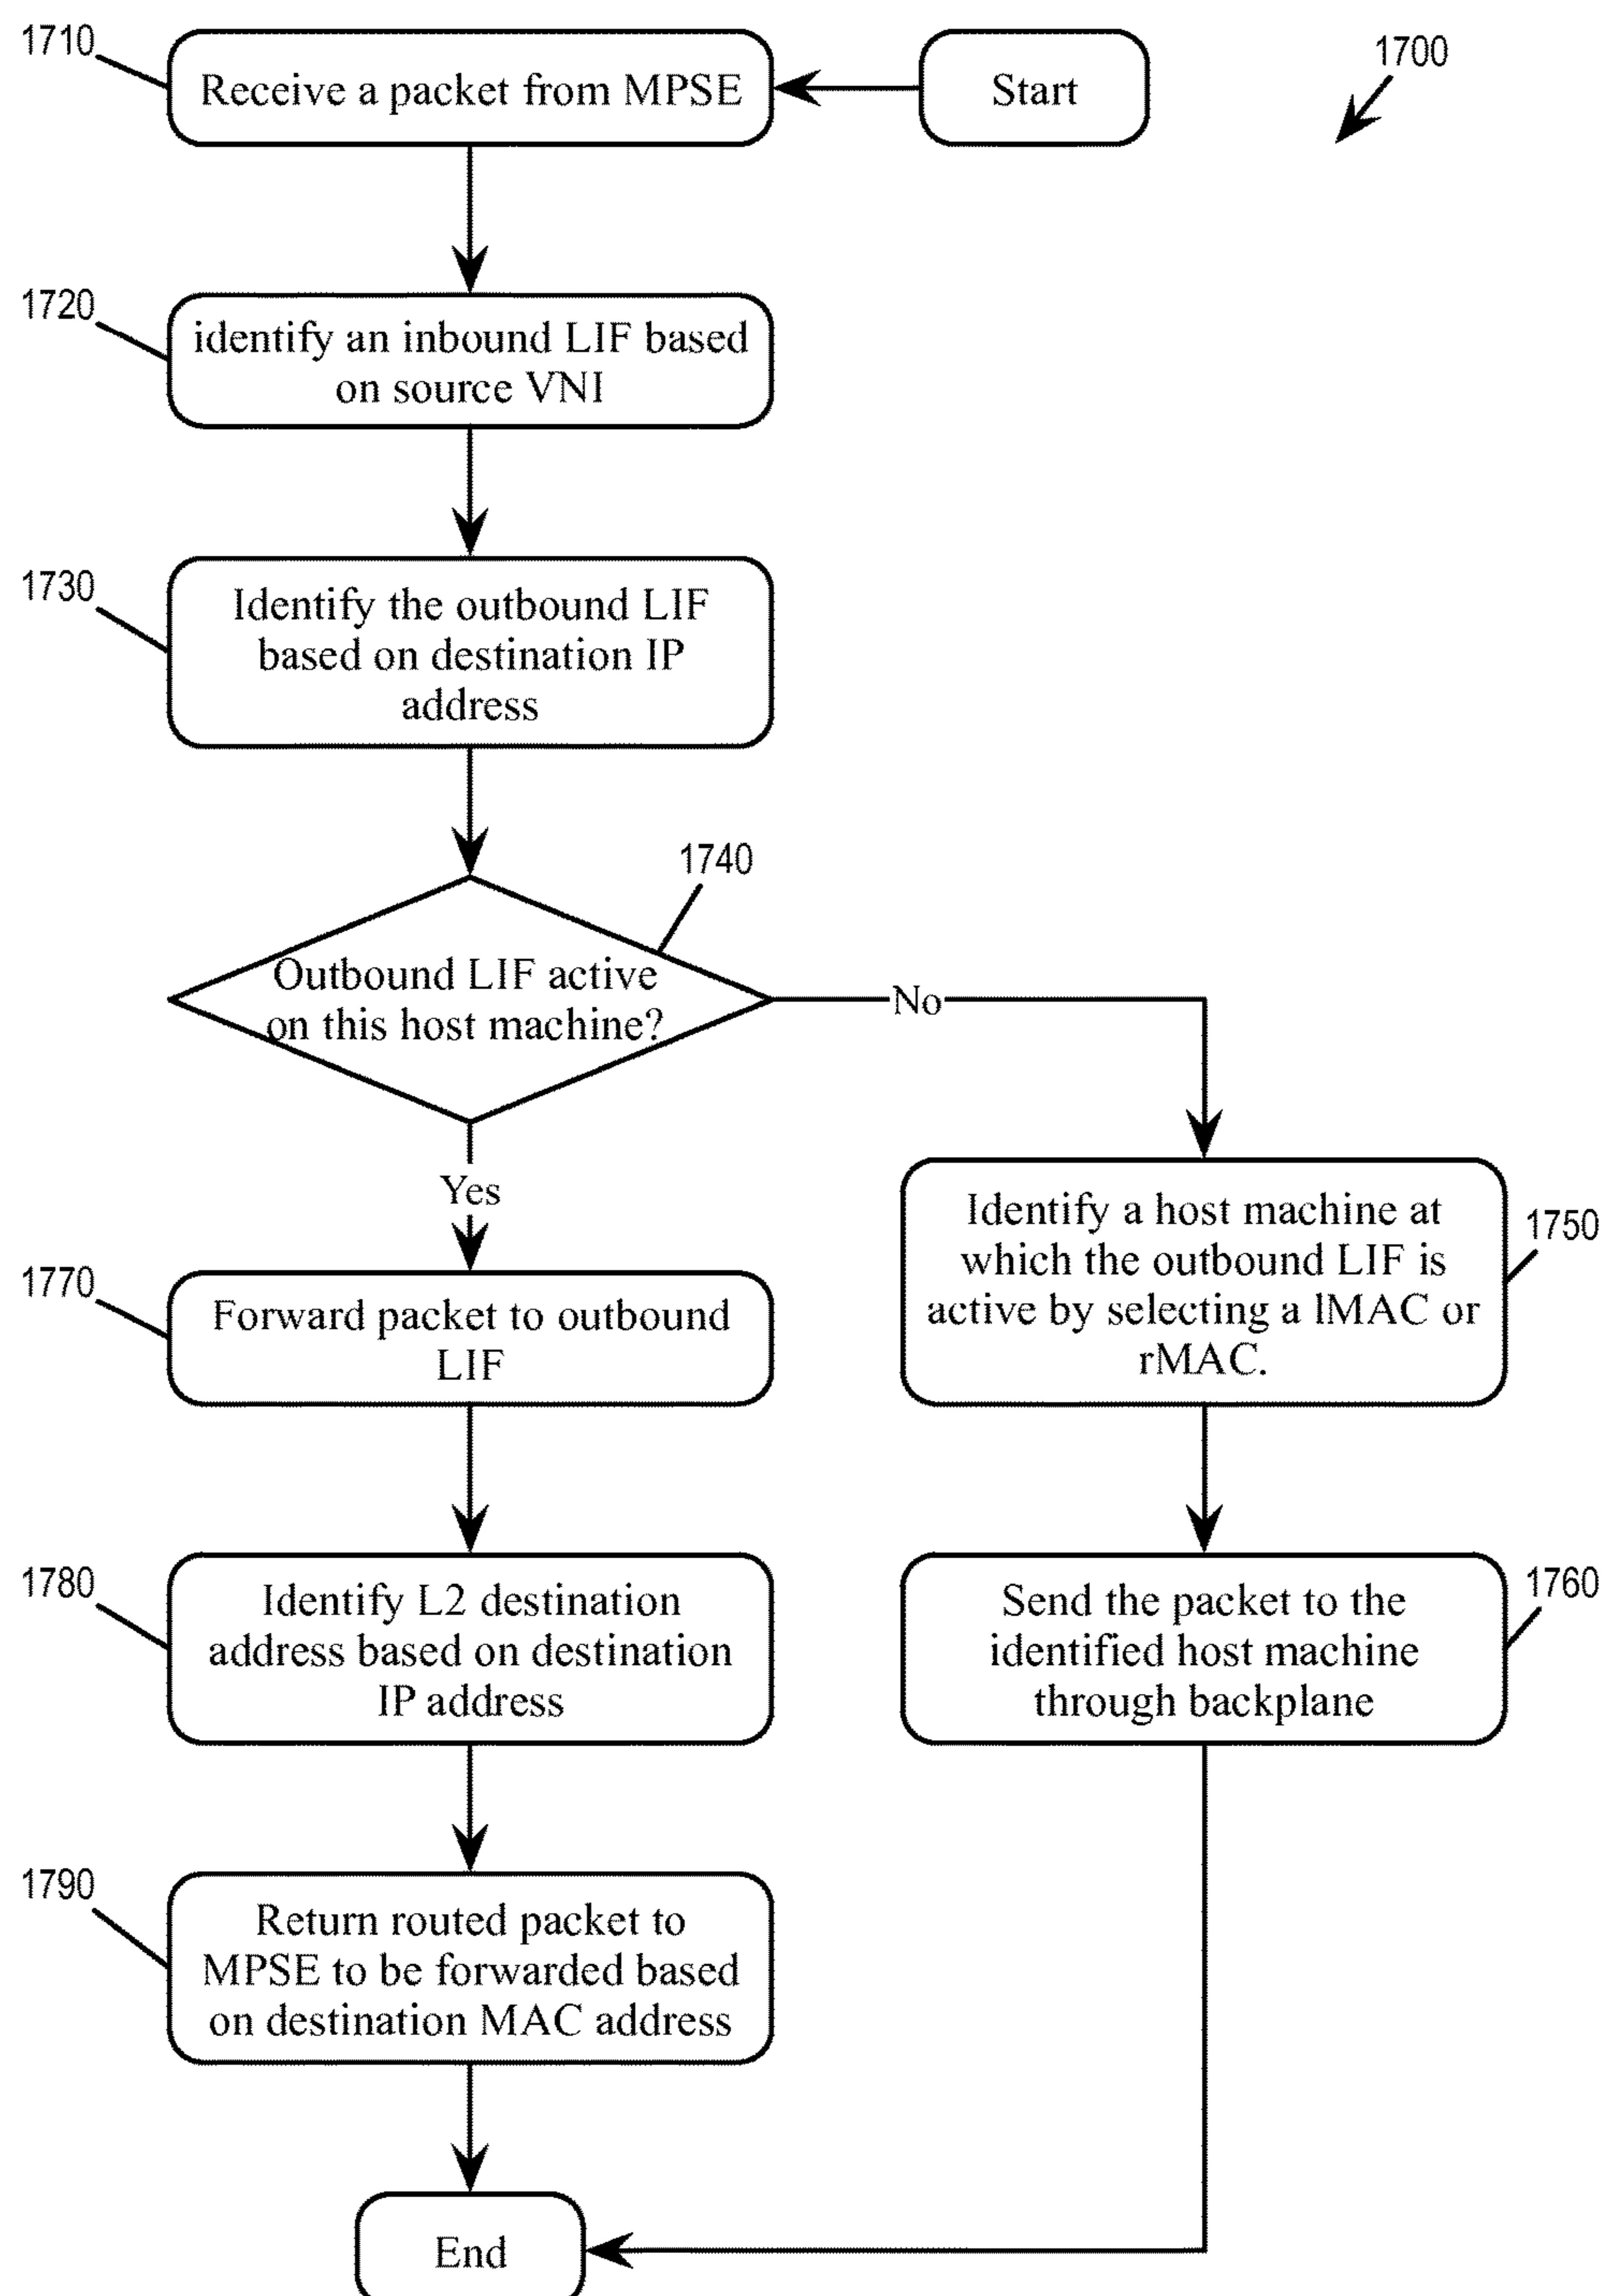 1710
Receive a packet from MPSE
Start
1700
1720
identify an inbound LIF based
on source VNI
1730
Identify the outbound LIF
based on destination IP
address
1740
Outbound LIF active
on this host machine?
No
Yes
1750
Identify a host machine at
which the outbound LIF is
active by selecting a lMAC or
rMAC.
1770
Forward packet to outbound
LIF
1780
Identify L2 destination
address based on destination
IP address
1760
Send the packet to the
identified host machine
through backplane
1790
Return routed packet to
MPSE to be forwarded based
on destination MAC address
End